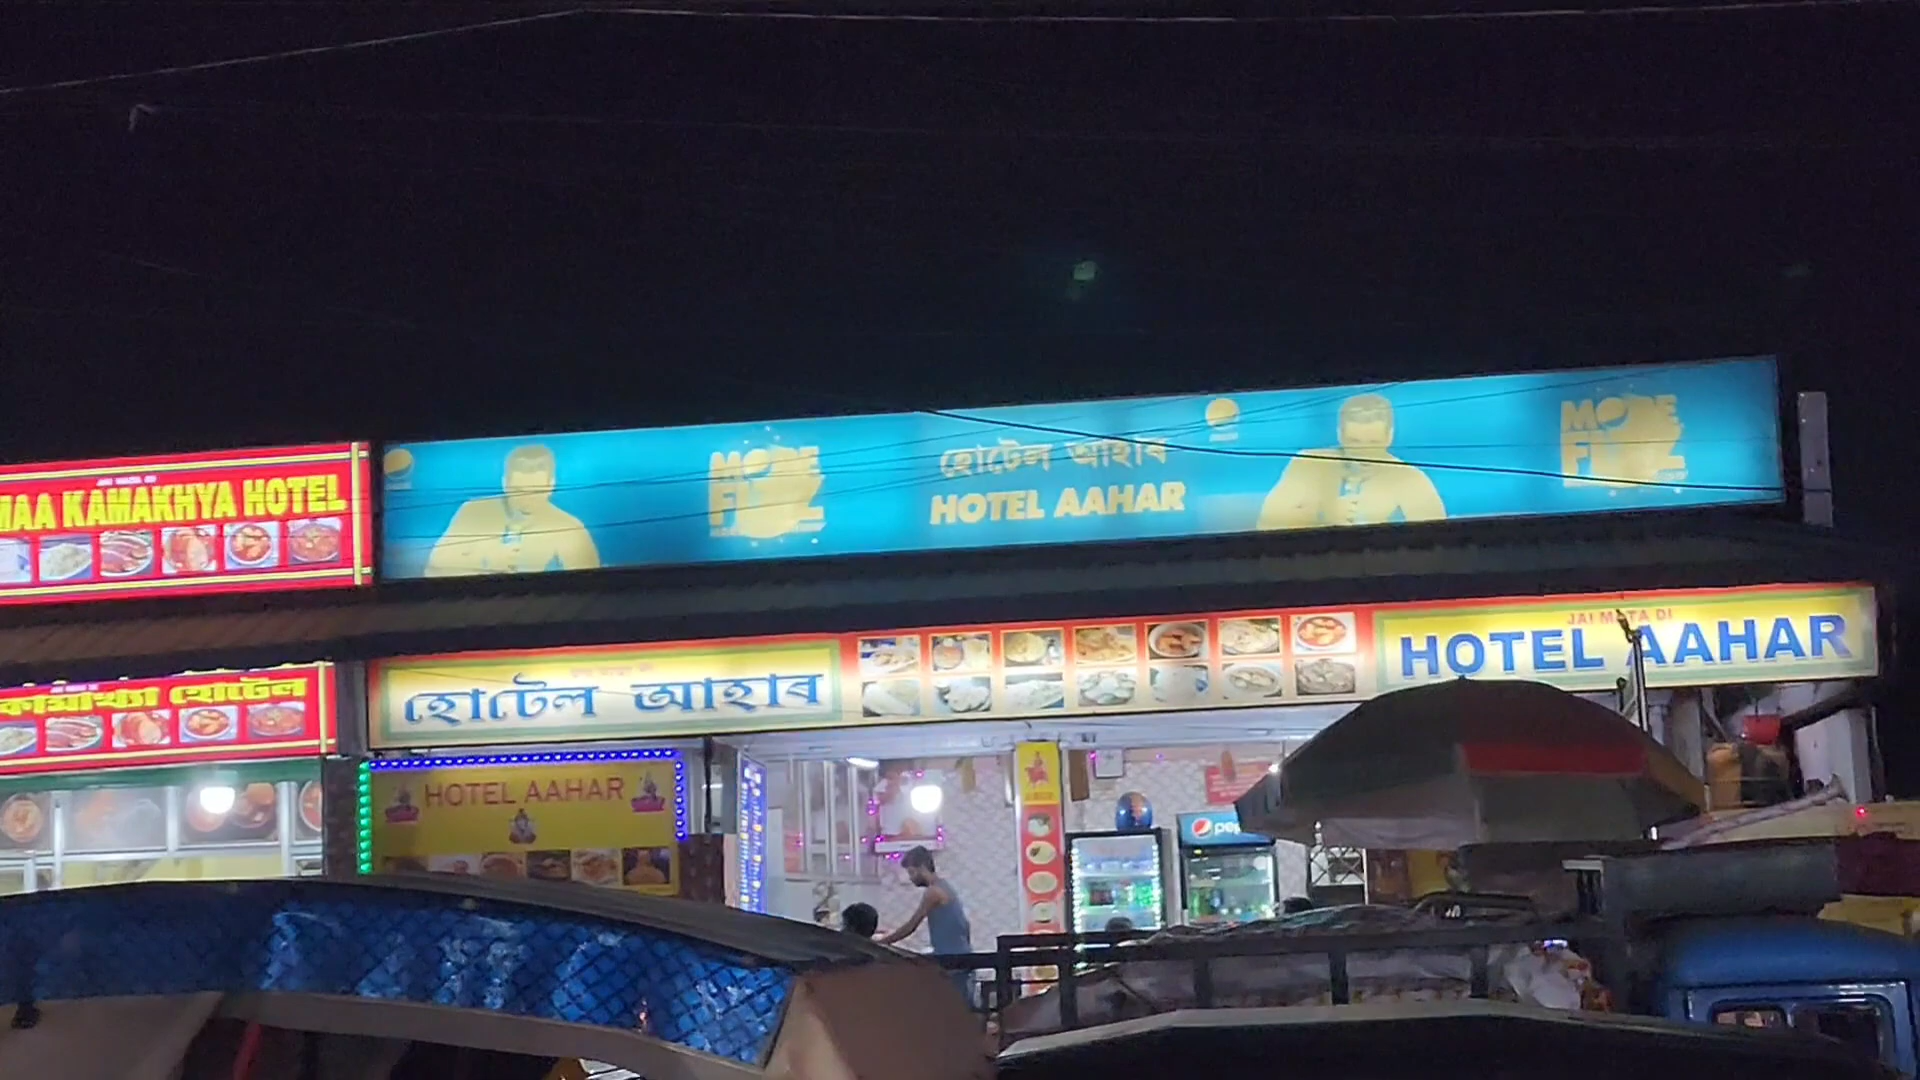 MAA KAMAKHYA HOTEL
MORE
FIZZ
হোটেল আহাৰ
HOTEL AAHAR
MORE
FIZZ
কামাখ্যা হোটেল
হোটেল আহাৰ
JAI MATA DI
HOTEL AAHAR
HOTEL AAHAR
pepsi